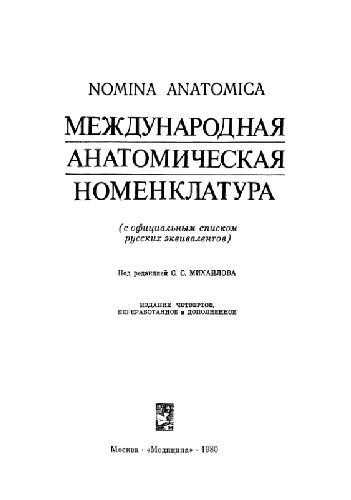 NOMINA ANATOMICA
МЕЖДУНАРОДНАЯ
АНАТОМИЧЕСКАЯ
НОМЕНКЛАТУРА
(с официальным списком
русских эквивалентов)
Под редакцией С. С. МИХАЙЛОВА
ИЗДАНИЕ ЧЕТВЕРТОЕ,
ПЕРЕРАБОТАННОЕ и ДОПОЛНЕННОЕ
Москва · «Медицина» · 1980